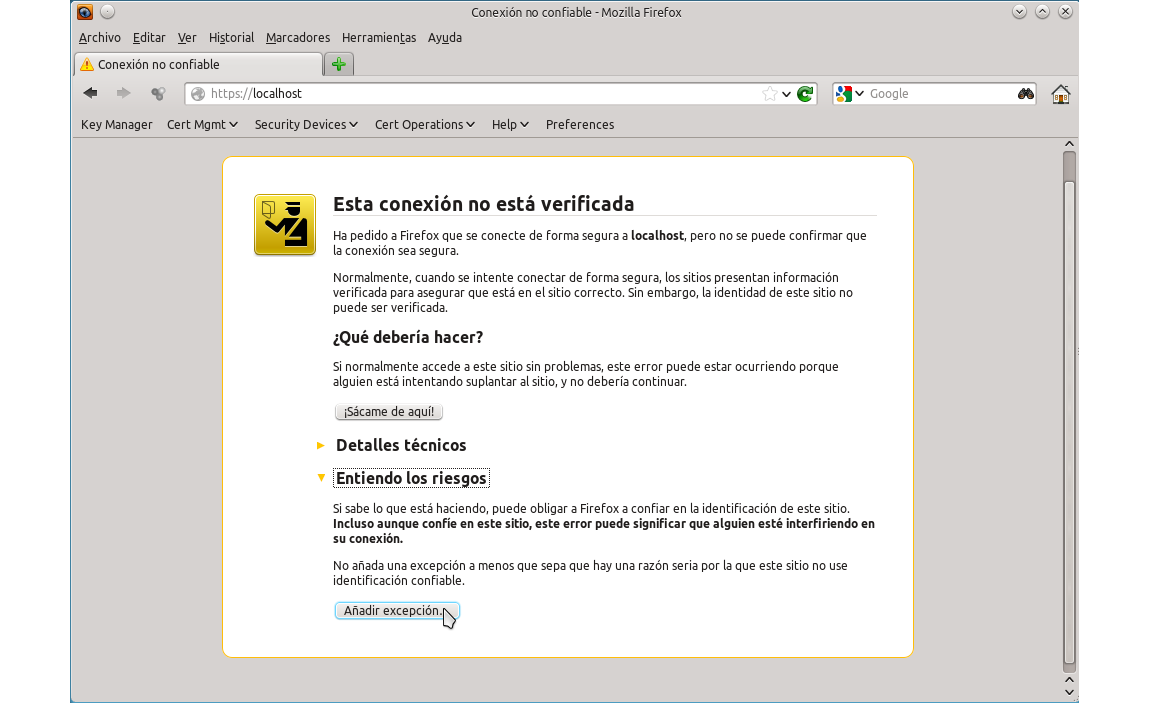 Conexión no confiable - Mozilla Firefox
Archivo Editar Ver Historial Marcadores Herramientas Ayuda
Conexión no confiable
https://localhost
Google
Key Manager Cert Mgmt Security Devices Cert Operations Help Preferences
Esta conexión no está verificada
Ha pedido a Firefox que se conecte de forma segura a localhost, pero no se puede confirmar que
la conexión sea segura.
Normalmente, cuando se intente conectar de forma segura, los sitios presentan información
verificada para asegurar que está en el sitio correcto. Sin embargo, la identidad de este sitio no
puede ser verificada.
¿Qué debería hacer?
Si normalmente accede a este sitio sin problemas, este error puede estar ocurriendo porque
alguien está intentando suplantar al sitio, y no debería continuar.
¡Sácame de aquí!
Detalles técnicos
Entiendo los riesgos
Si sabe lo que está haciendo, puede obligar a Firefox a confiar en la identificación de este sitio.
Incluso aunque confíe en este sitio, este error puede significar que alguien esté interfiriendo en
su conexión.
No añada una excepción a menos que sepa que hay una razón seria por la que este sitio no use
identificación confiable.
Añadir excepción...